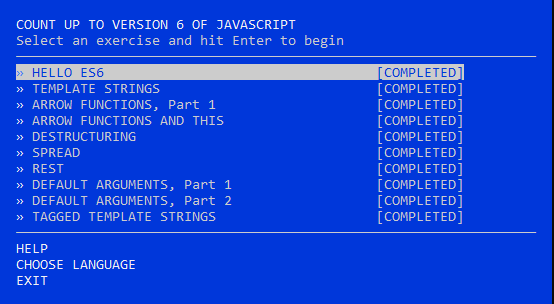 COUNT UP TO VERSION 6 OF JAVASCRIPT
Select an exercise and hit Enter to begin
» HELLO ES6 [COMPLETED]
» TEMPLATE STRINGS [COMPLETED]
» ARROW FUNCTIONS, Part 1 [COMPLETED]
» ARROW FUNCTIONS AND THIS [COMPLETED]
» DESTRUCTURING [COMPLETED]
» SPREAD [COMPLETED]
» REST [COMPLETED]
» DEFAULT ARGUMENTS, Part 1 [COMPLETED]
» DEFAULT ARGUMENTS, Part 2 [COMPLETED]
» TAGGED TEMPLATE STRINGS [COMPLETED]
HELP
CHOOSE LANGUAGE
EXIT